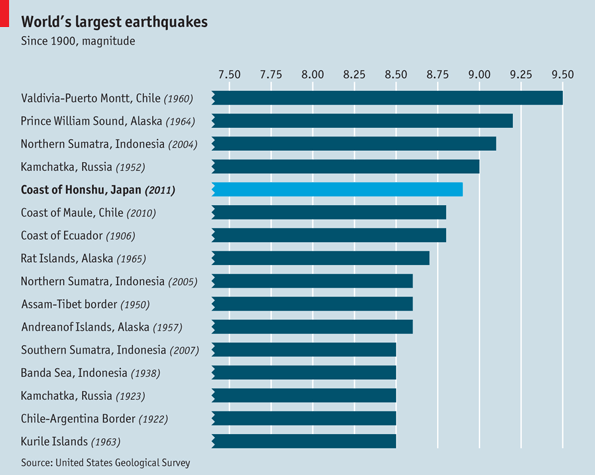 World's largest earthquakes
Since 1900, magnitude
7.50 7.75 8.00 8.25 8.50 8.75 9.00 9.25 9.50
Valdivia-Puerto Montt, Chile (1960)
Prince William Sound, Alaska (1964)
Northern Sumatra, Indonesia (2004)
Kamchatka, Russia (1952)
Coast of Honshu, Japan (2011)
Coast of Maule, Chile (2010)
Coast of Ecuador (1906)
Rat Islands, Alaska (1965)
Northern Sumatra, Indonesia (2005)
Assam-Tibet border (1950)
Andreanof Islands, Alaska (1957)
Southern Sumatra, Indonesia (2007)
Banda Sea, Indonesia (1938)
Kamchatka, Russia (1923)
Chile-Argentina Border (1922)
Kurile Islands (1963)
Source: United States Geological Survey